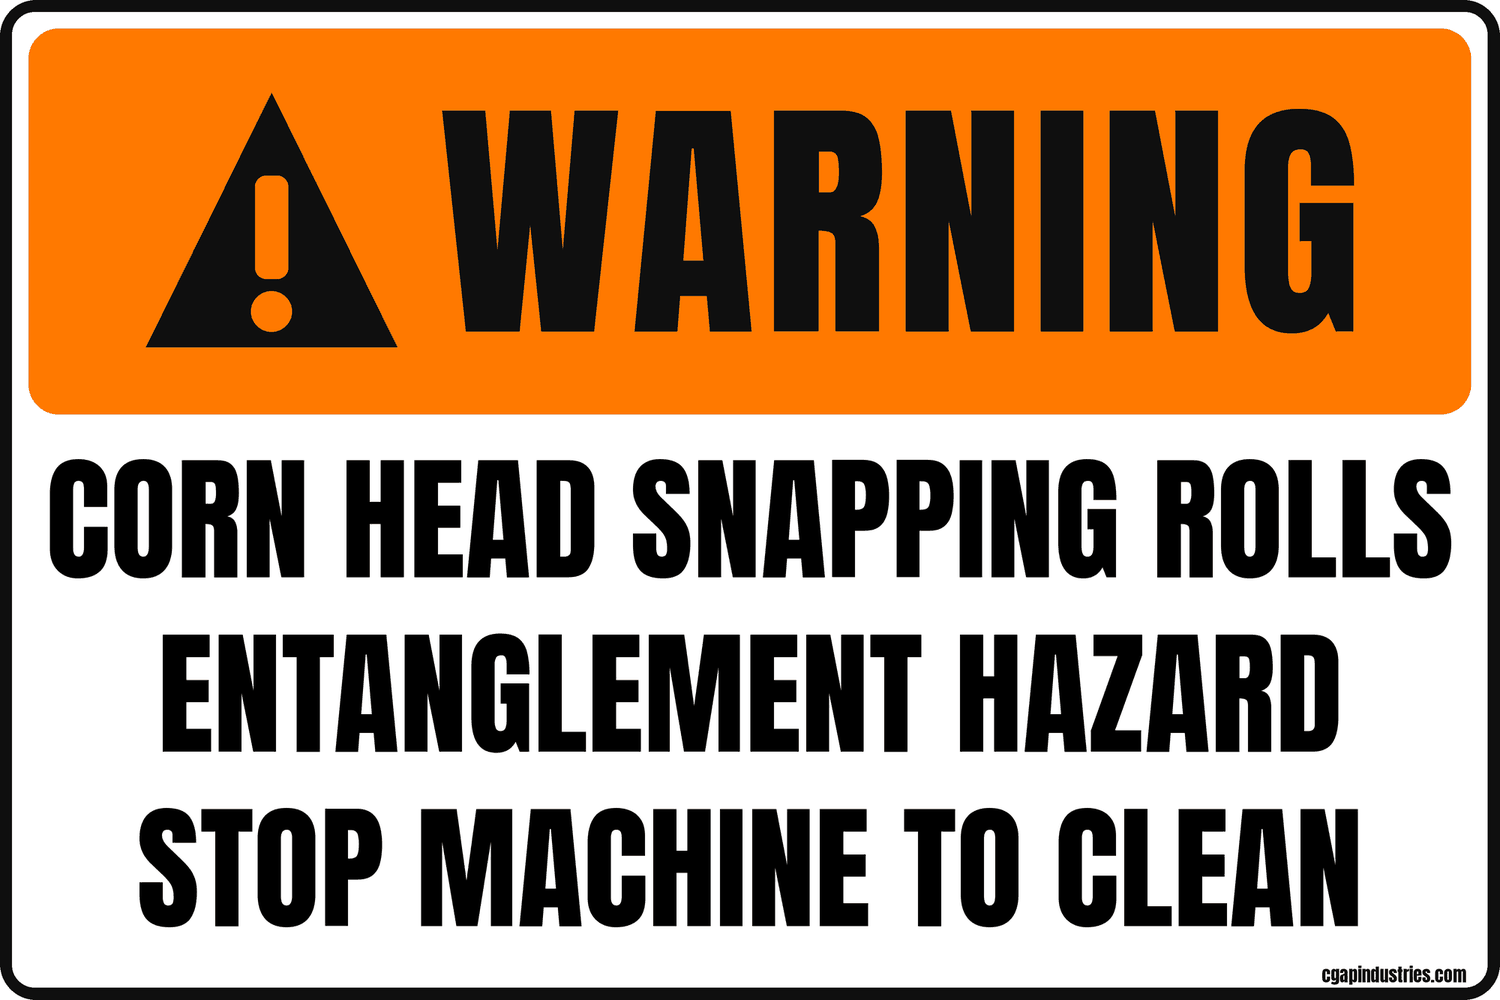 WARNING
CORN HEAD SNAPPING ROLLS
ENTANGLEMENT HAZARD
STOP MACHINE TO CLEAN
cgapindustries.com